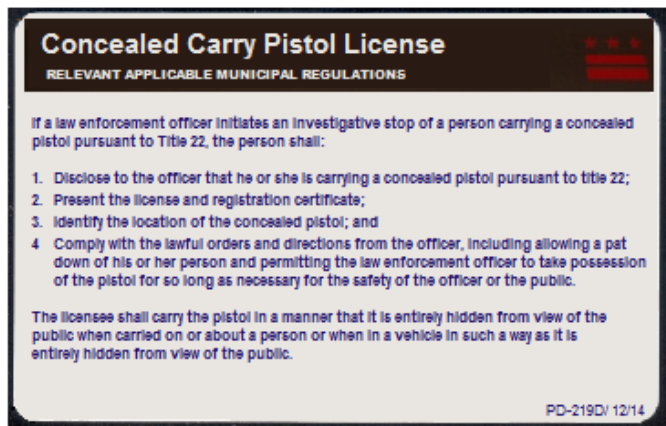 Concealed Carry Pistol License
RELEVANT APPLICABLE MUNICIPAL REGULATIONS
If a law enforcement officer initiates an investigative stop of a person carrying a concealed
pistol pursuant to Title 22, the person shall:
1. Disclose to the officer that he or she is carrying a concealed pistol pursuant to title 22;
2. Present the license and registration certificate;
3. Identify the location of the concealed pistol; and
4 Comply with the lawful orders and directions from the officer, including allowing a pat
down of his or her person and permitting the law enforcement officer to take possession
of the pistol for so long as necessary for the safety of the officer or the public.
The licensee shall carry the pistol in a manner that it is entirely hidden from view of the
public when carried on or about a person or when in a vehicle in such a way as it is
entirely hidden from view of the public.
PD-219D/ 12/14